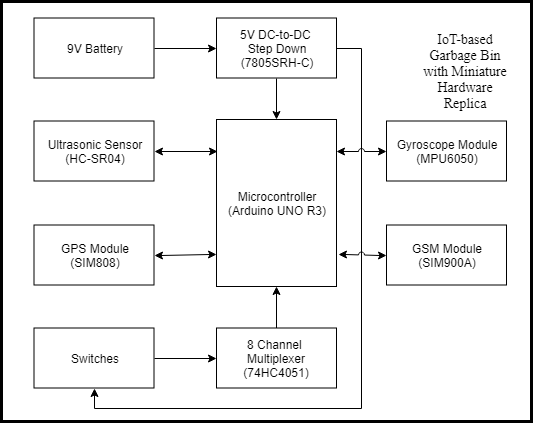 9V Battery
5V DC-to-DC
Step Down
(7805SRH-C)
IoT-based
Garbage Bin
with Miniature
Hardware
Replica
Ultrasonic Sensor
(HC-SR04)
Gyroscope Module
(MPU6050)
Microcontroller
(Arduino UNO R3)
GPS Module
(SIM808)
GSM Module
(SIM900A)
Switches
8 Channel
Multiplexer
(74HC4051)